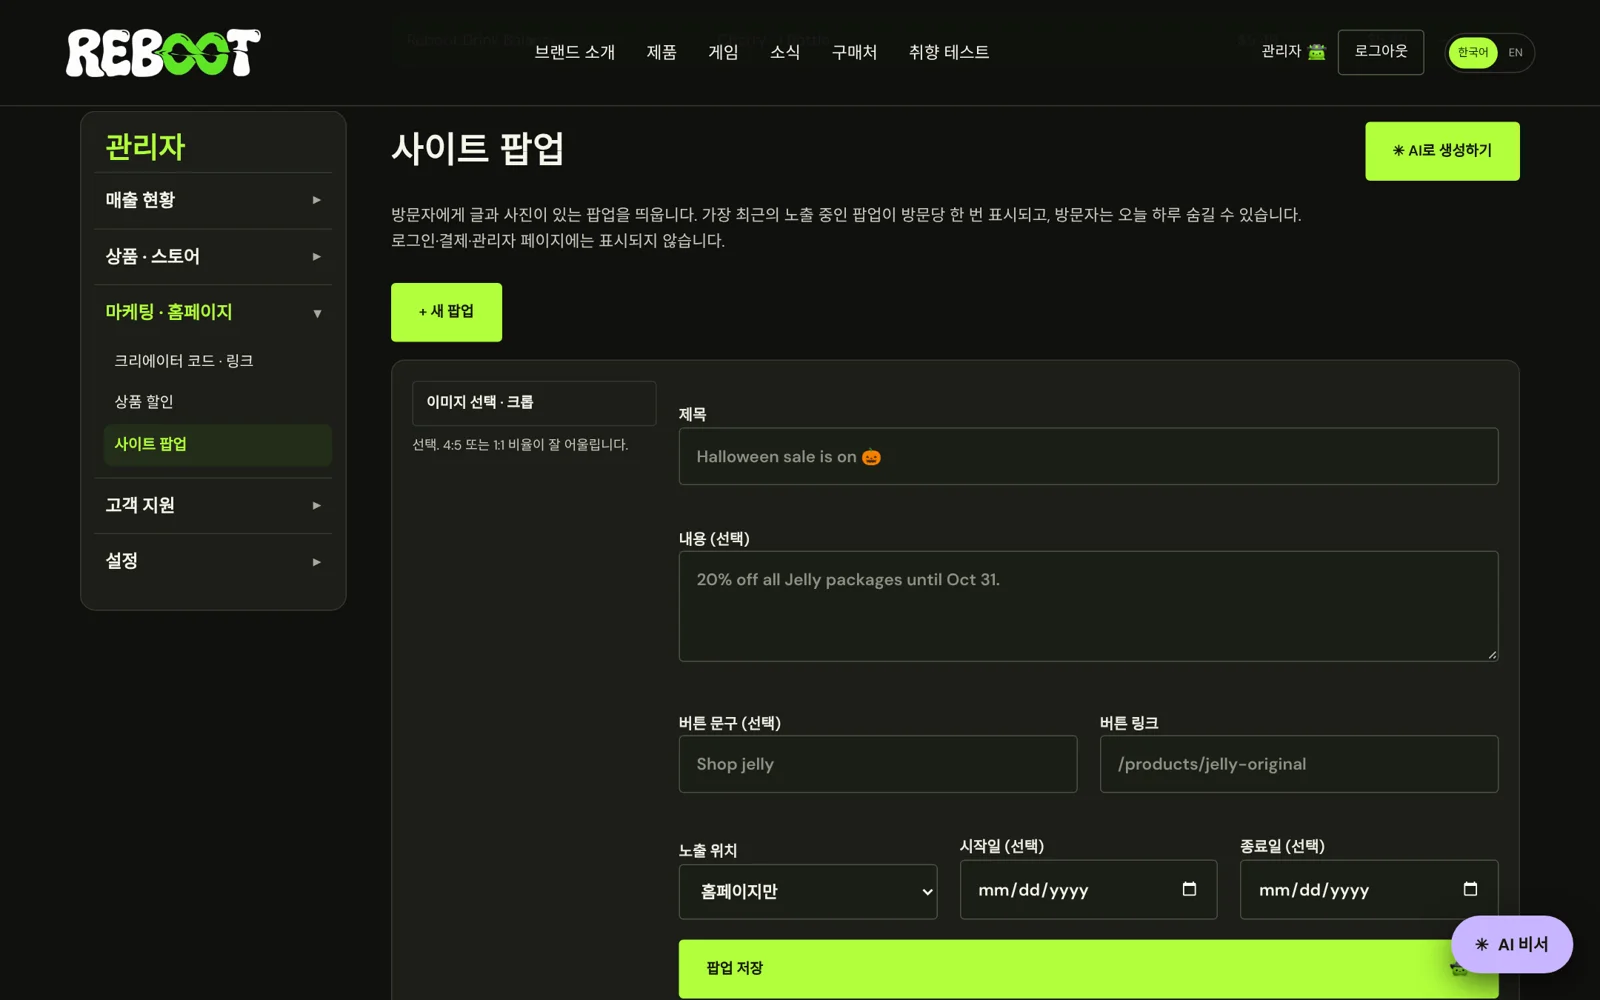 REBOOT
브랜드 소개
제품
게임
소식
구매처
취향 테스트
관리자
로그아웃
한국어
EN
관리자
매출 현황
상품 · 스토어
마케팅 · 홈페이지
크리에이터 코드 · 링크
상품 할인
사이트 팝업
고객 지원
설정
사이트 팝업
✳ AI로 생성하기
방문자에게 글과 사진이 있는 팝업을 띄웁니다. 가장 최근의 노출 중인 팝업이 방문당 한 번 표시되고, 방문자는 오늘 하루 숨길 수 있습니다.
로그인·결제·관리자 페이지에는 표시되지 않습니다.
+ 새 팝업
이미지 선택 · 크롭
선택. 4:5 또는 1:1 비율이 잘 어울립니다.
제목
Halloween sale is on 🎃
내용 (선택)
20% off all Jelly packages until Oct 31.
버튼 문구 (선택)
Shop jelly
버튼 링크
/products/jelly-original
노출 위치
홈페이지만
시작일 (선택)
mm/dd/yyyy
종료일 (선택)
mm/dd/yyyy
팝업 저장
✳ AI 비서